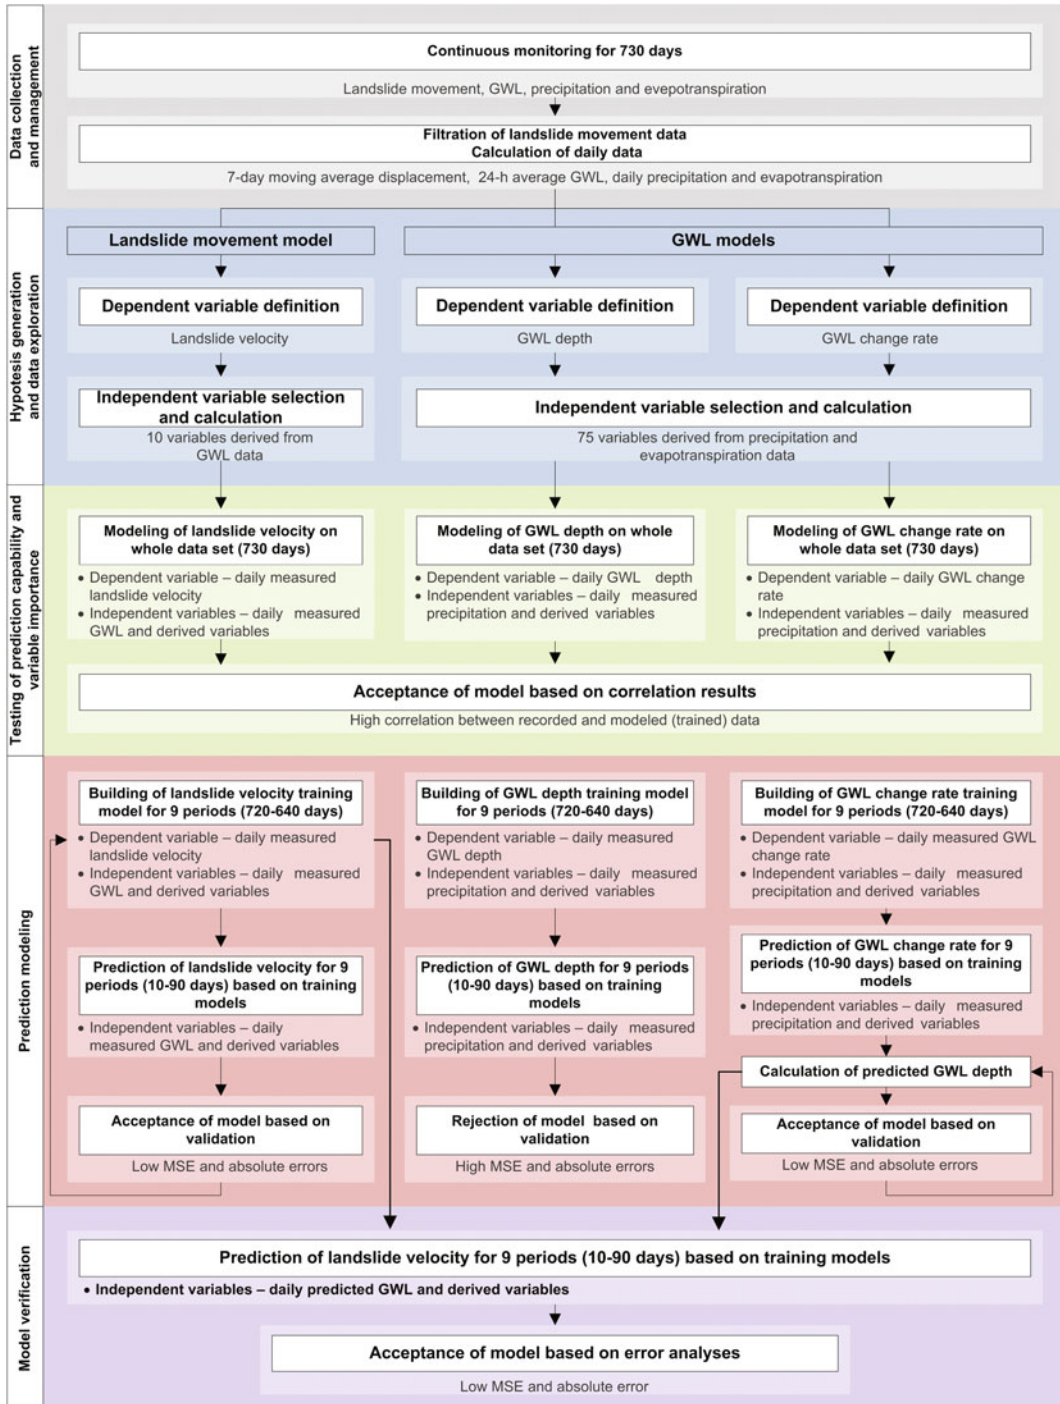 Data collection
and management
Continuous monitoring for 730 days
Landslide movement, GWL, precipitation and evepotranspiration
Filtration of landslide movement data
Calculation of daily data
7-day moving average displacement, 24-h average GWL, daily precipitation and evapotranspiration
Hypotesis generation
and data exploration
Landslide movement model
GWL models
Dependent variable definition
Landslide velocity
Dependent variable definition
GWL depth
Dependent variable definition
GWL change rate
Independent variable selection
and calculation
10 variables derived from
GWL data
Independent variable selection and calculation
75 variables derived from precipitation and
evapotranspiration data
Testing of prediction capability and
variable importance
Modeling of landslide velocity on
whole data set (730 days)
• Dependent variable – daily measured
landslide velocity
• Independent variables – daily measured
GWL and derived variables
Modeling of GWL depth on whole
data set (730 days)
• Dependent variable – daily GWL depth
• Independent variables – daily measured
precipitation and derived variables
Modeling of GWL change rate on
whole data set (730 days)
• Dependent variable – daily GWL change
rate
• Independent variables – daily measured
precipitation and derived variables
Acceptance of model based on correlation results
High correlation between recorded and modeled (trained) data
Prediction modeling
Building of landslide velocity training
model for 9 periods (720-640 days)
• Dependent variable – daily measured
landslide velocity
• Independent variables – daily measured
GWL and derived variables
Prediction of landslide velocity for 9
periods (10-90 days) based on training
models
• Independent variables – daily
measured GWL and derived variables
Acceptance of model based on
validation
Low MSE and absolute errors
Building of GWL depth training model
for 9 periods (720-640 days)
• Dependent variable – daily measured
GWL depth
• Independent variables – daily measured
precipitation and derived variables
Prediction of GWL depth for 9 periods
(10-90 days) based on training
models
• Independent variables – daily measured
precipitation and derived variables
Rejection of model based on
validation
High MSE and absolute errors
Building of GWL change rate training
model for 9 periods (720-640 days)
• Dependent variable – daily measured GWL
change rate
• Independent variables – daily measured
precipitation and derived variables
Prediction of GWL change rate for 9
periods (10-90 days) based on training
models
• Independent variables – daily measured
precipitation and derived variables
Calculation of predicted GWL depth
Acceptance of model based on
validation
Low MSE and absolute errors
Model verification
Prediction of landslide velocity for 9 periods (10-90 days) based on training models
• Independent variables – daily predicted GWL and derived variables
Acceptance of model based on error analyses
Low MSE and absolute error